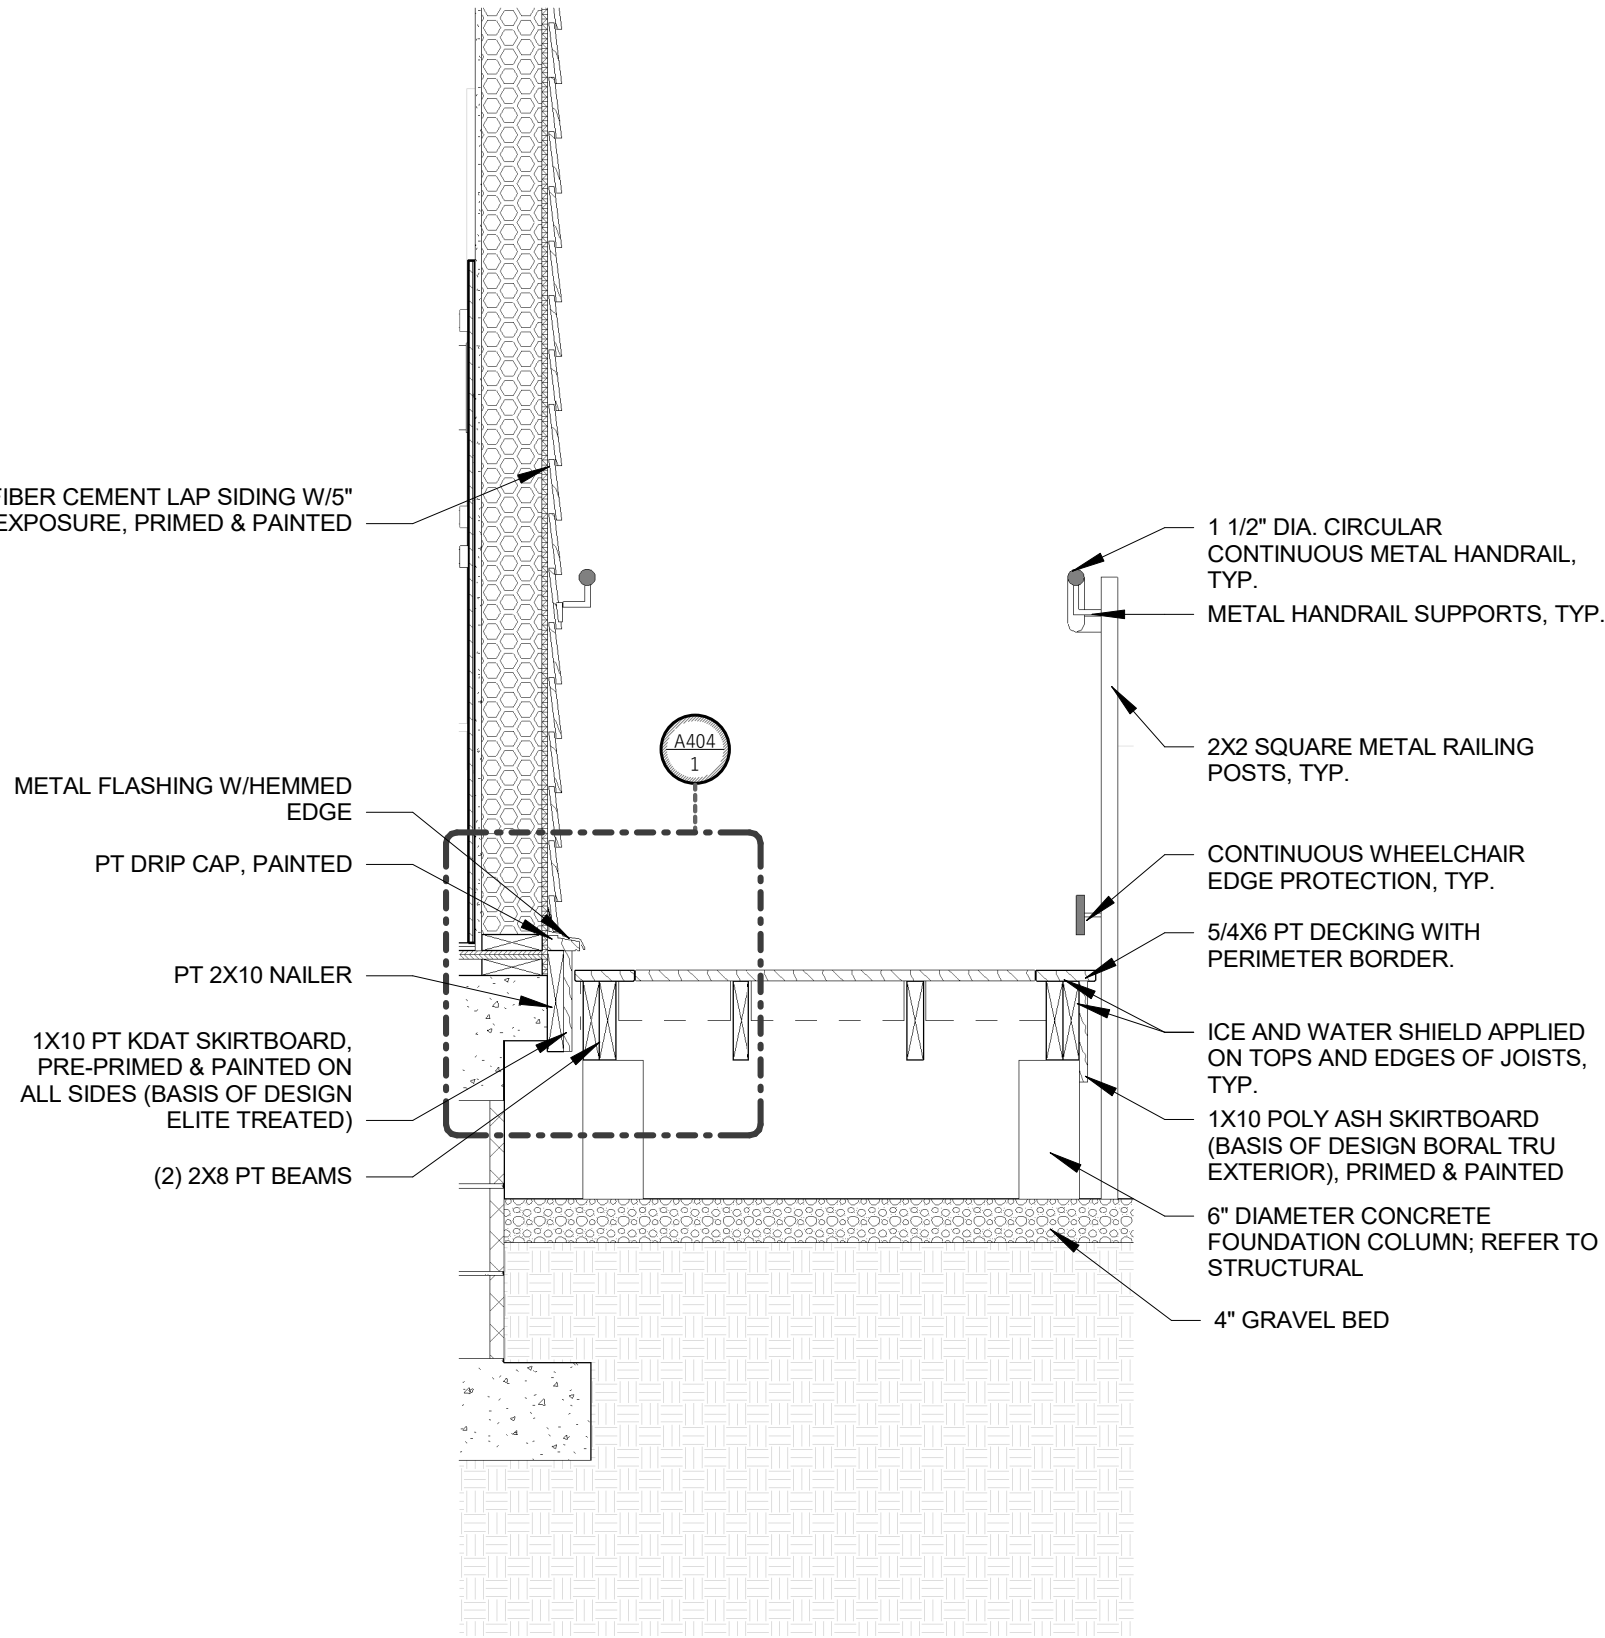 FIBER CEMENT LAP SIDING W/5"
EXPOSURE, PRIMED & PAINTED
METAL FLASHING W/HEMMED
EDGE
PT DRIP CAP, PAINTED
PT 2X10 NAILER
1X10 PT KDAT SKIRTBOARD,
PRE-PRIMED & PAINTED ON
ALL SIDES (BASIS OF DESIGN
ELITE TREATED)
(2) 2X8 PT BEAMS
A404
1
1 1/2" DIA. CIRCULAR
CONTINUOUS METAL HANDRAIL,
TYP.
METAL HANDRAIL SUPPORTS, TYP.
2X2 SQUARE METAL RAILING
POSTS, TYP.
CONTINUOUS WHEELCHAIR
EDGE PROTECTION, TYP.
5/4X6 PT DECKING WITH
PERIMETER BORDER.
ICE AND WATER SHIELD APPLIED
ON TOPS AND EDGES OF JOISTS,
TYP.
1X10 POLY ASH SKIRTBOARD
(BASIS OF DESIGN BORAL TRU
EXTERIOR), PRIMED & PAINTED
6" DIAMETER CONCRETE
FOUNDATION COLUMN; REFER TO
STRUCTURAL
4" GRAVEL BED